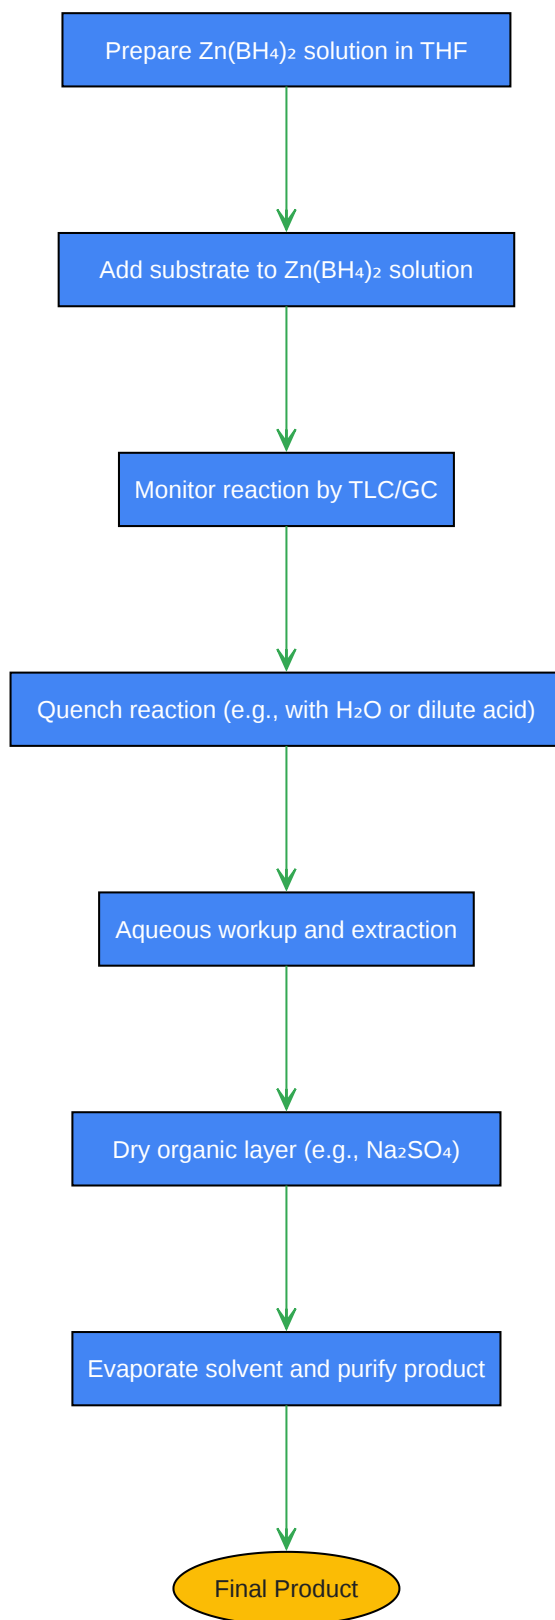 Prepare Zn(BH₄)₂ solution in THF
Add substrate to Zn(BH₄)₂ solution
Monitor reaction by TLC/GC
Quench reaction (e.g., with H₂O or dilute acid)
Aqueous workup and extraction
Dry organic layer (e.g., Na₂SO₄)
Evaporate solvent and purify product
Final Product